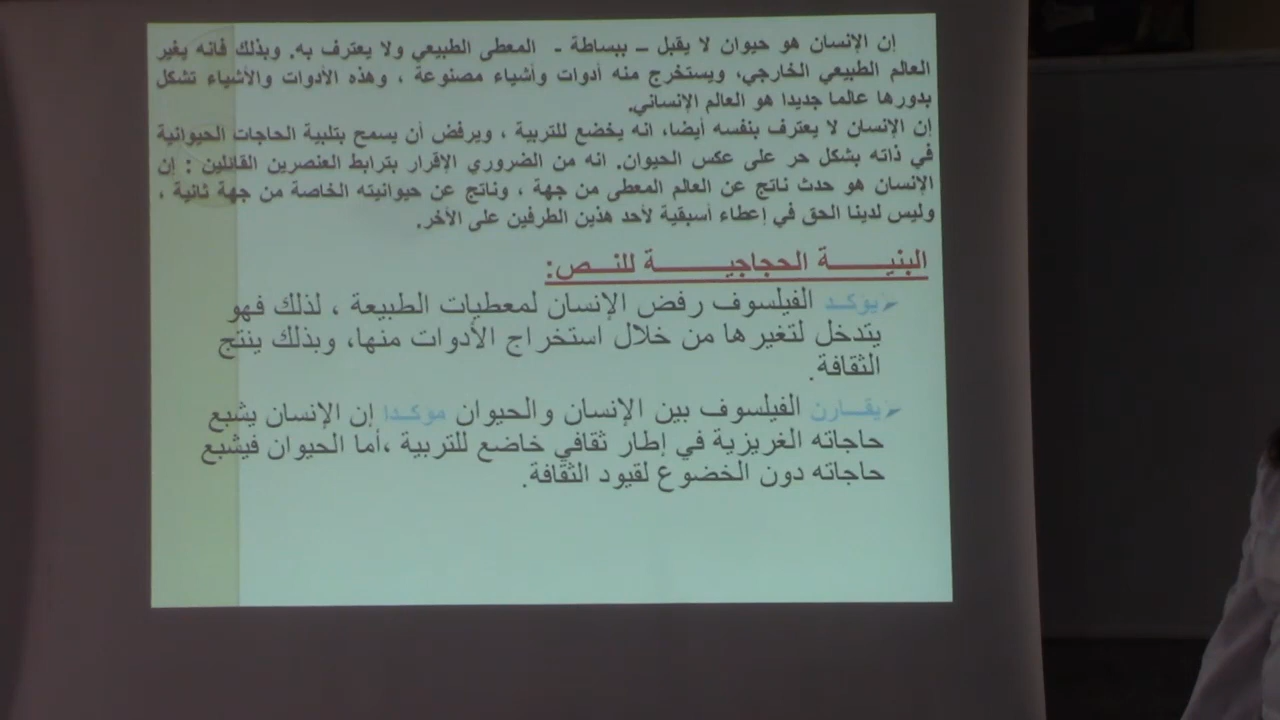 إن الإنسان هو حيوان لا يقبل – ببساطة - المعطى الطبيعي ولا يعترف به. وبذلك فانه يغير
العالم الطبيعي الخارجي، ويستخرج منه أدوات وأشياء مصنوعة ، وهذه الأدوات والأشياء تشكل
بدورها عالما جديدا هو العالم الإنساني.
إن الإنسان لا يعترف بنفسه أيضا، انه يخضع للتربية ، ويرفض أن يسمح بتلبية الحاجات الحيوانية
في ذاته بشكل حر على عكس الحيوان. انه من الضروري الإقرار بترابط العنصرين القائلين : إن
الإنسان هو حدث ناتج عن العالم المعطى من جهة ، وناتج عن حيوانيته الخاصة من جهة ثانية ،
وليس لدينا الحق في إعطاء أسبقية لأحد هذين الطرفين على الأخر.
البنيـــــة الحجاجيـــــــة للنــص:
يوكـد الفيلسوف رفض الإنسان لمعطيات الطبيعة ، لذلك فهو
يتدخل لتغيرها من خلال استخراج الأدوات منها، وبذلك ينتج
الثقافة.
يقــارن الفيلسوف بين الإنسان والحيوان موكـدا إن الإنسان يشبع
حاجاته الغريزية في إطار ثقافي خاضع للتربية ،أما الحيوان فيشبع
حاجاته دون الخضوع لقيود الثقافة.